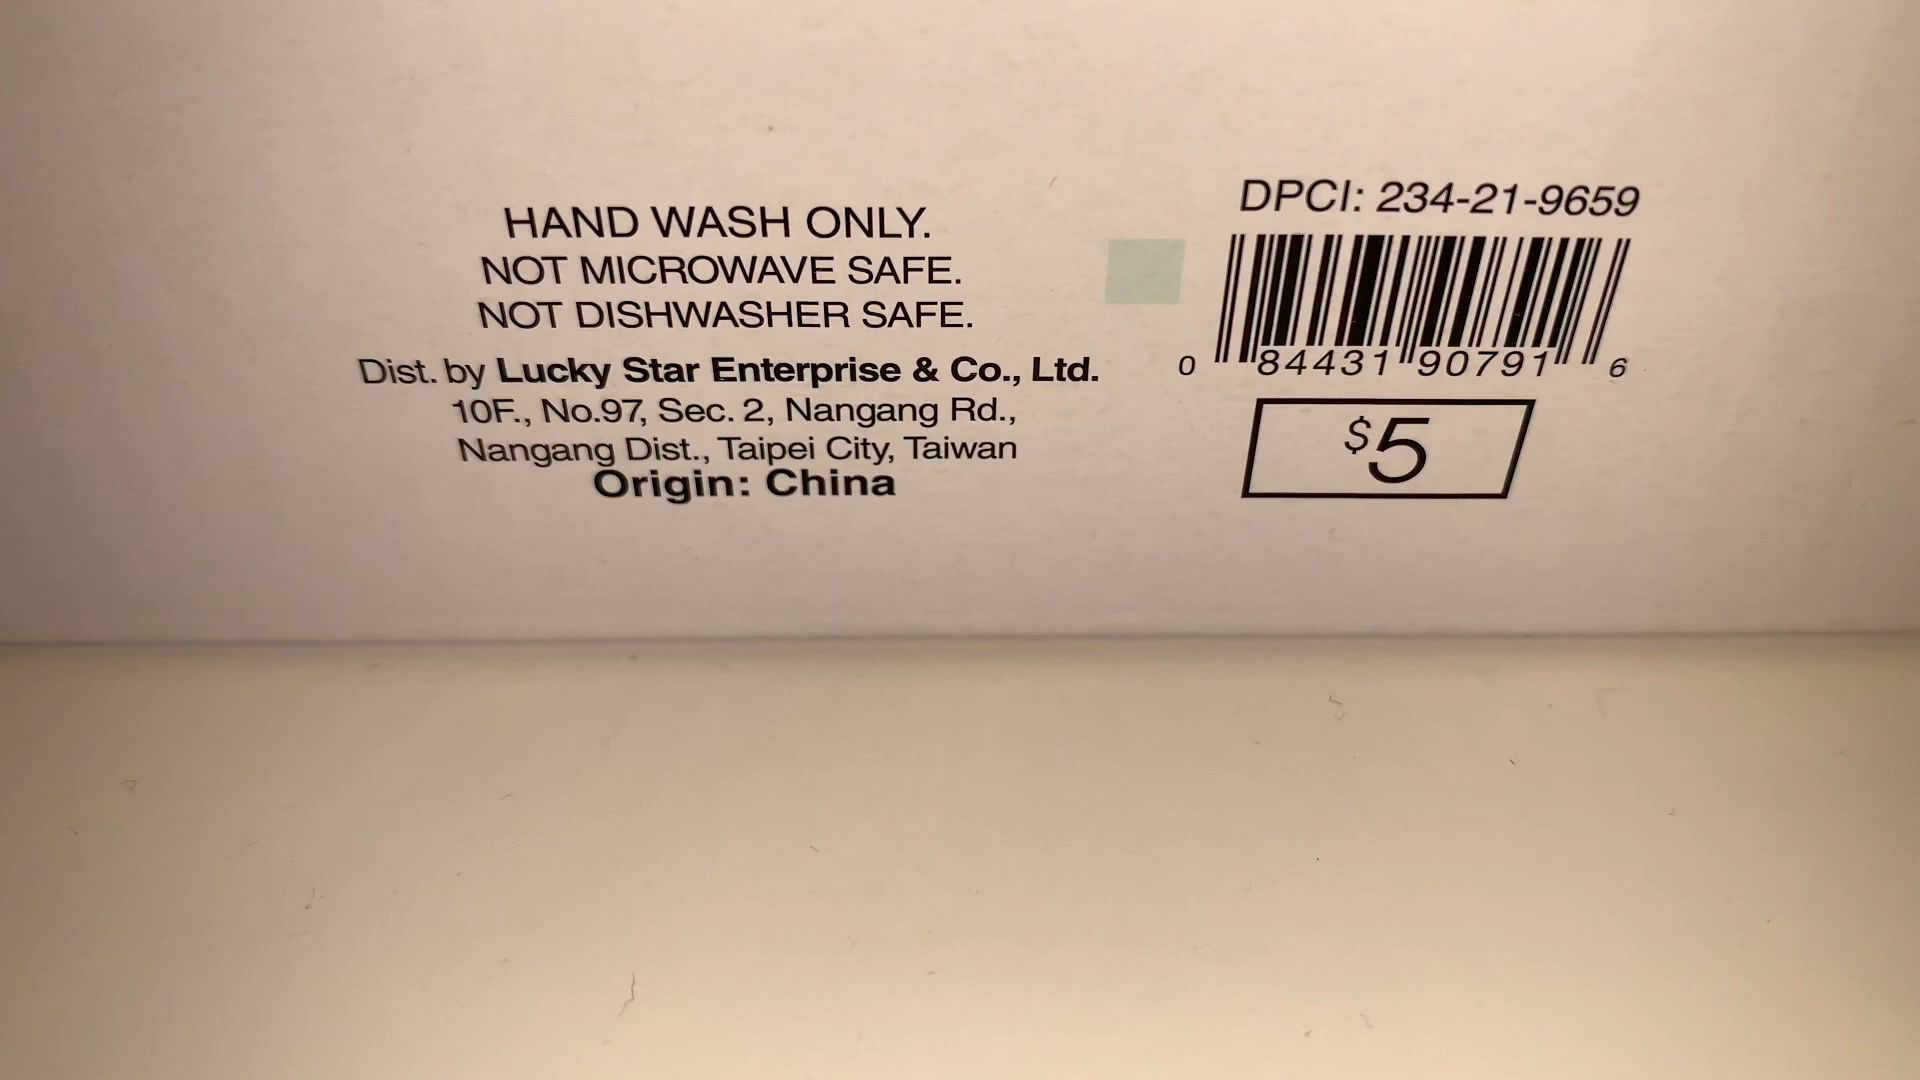 HAND WASH ONLY.
NOT MICROWAVE SAFE.
NOT DISHWASHER SAFE.
Dist. by Lucky Star Enterprise & Co., Ltd.
10F., No.97, Sec. 2, Nangang Rd.,
Nangang Dist., Taipei City, Taiwan
Origin: China
DPCI: 234-21-9659
0 84431 90791 6
$5